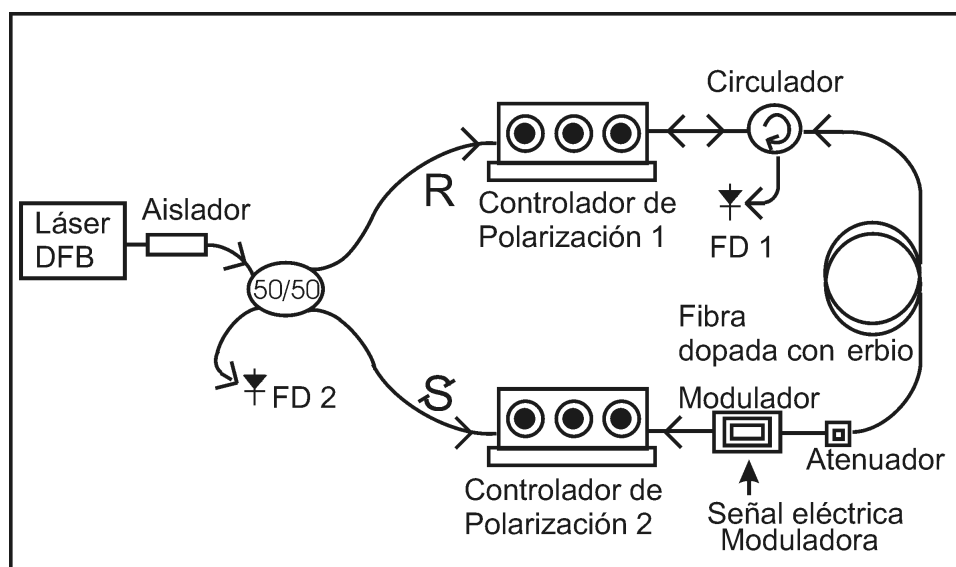 Circulador
R
Controlador de
Polarización 1
FD 1
Aislador
Láser
DFB
50/50
FD 2
Fibra
dopada con erbio
S
Modulador
Atenuador
Controlador de
Polarización 2
Señal eléctrica
Moduladora